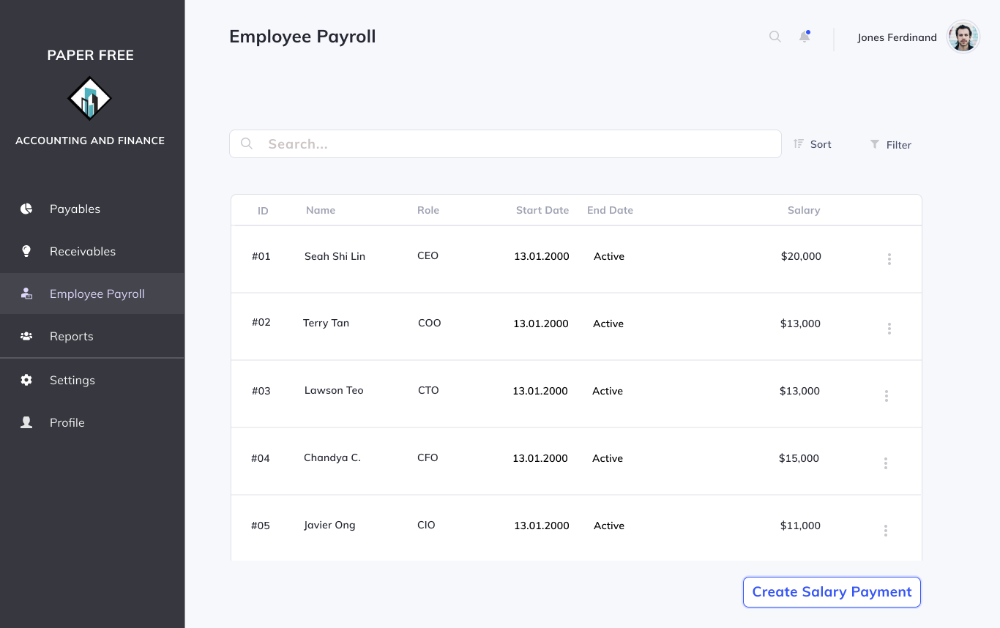 PAPER FREE
ACCOUNTING AND FINANCE
Payables
Receivables
Employee Payroll
Reports
Settings
Profile
Employee Payroll
Jones Ferdinand
Search...
Sort
Filter
ID Name Role Start Date End Date Salary
#01 Seah Shi Lin CEO 13.01.2000 Active $20,000
#02 Terry Tan COO 13.01.2000 Active $13,000
#03 Lawson Teo CTO 13.01.2000 Active $13,000
#04 Chandya C. CFO 13.01.2000 Active $15,000
#05 Javier Ong CIO 13.01.2000 Active $11,000
Create Salary Payment